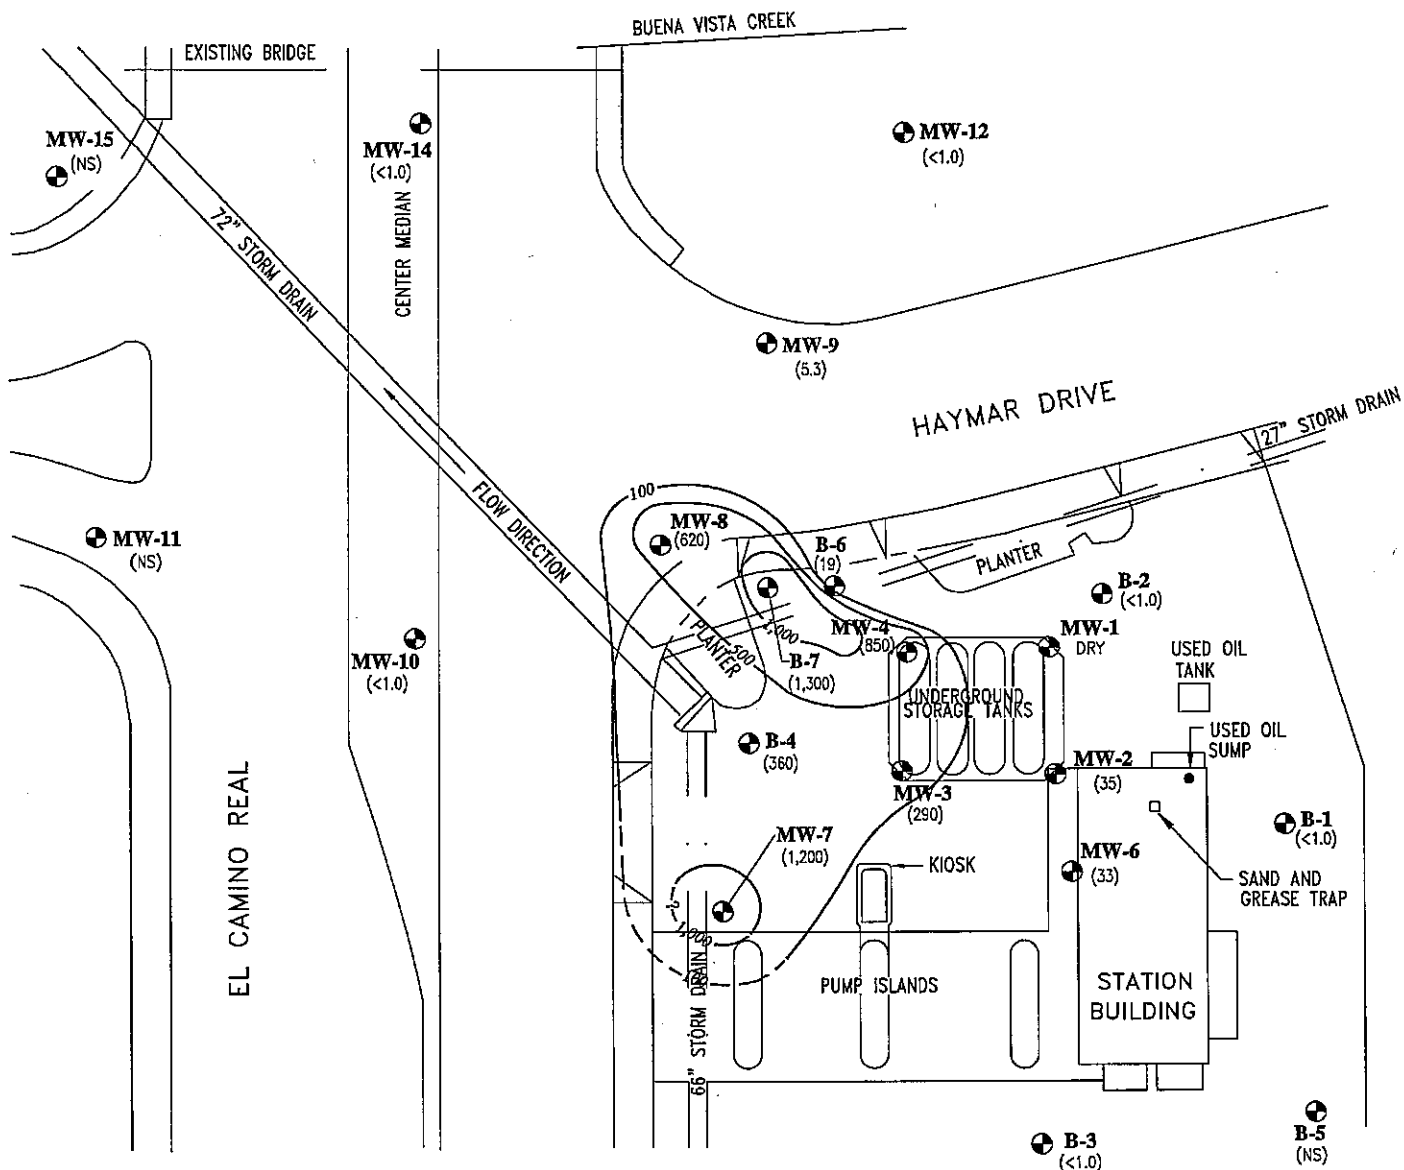 BUENA VISTA CREEK
EXISTING BRIDGE
MW-15
(NS)
MW-14
(<1.0)
MW-12
(<1.0)
CENTER MEDIAN
72" STORM DRAIN
MW-9
(5.3)
HAYMAR DRIVE
27" STORM DRAIN
FLOW DIRECTION
100
MW-8
(620)
B-6
(19)
PLANTER
MW-11
(NS)
B-2
(<1.0)
MW-10
(<1.0)
PLANTER
500
1,000
MW-4
(850)
MW-1
DRY
B-7
(1,300)
USED OIL
TANK
UNDERGROUND
STORAGE TANKS
USED OIL
SUMP
B-4
(360)
MW-3
(290)
MW-2
(35)
B-1
(<1.0)
EL CAMINO REAL
MW-7
(1,200)
KIOSK
MW-6
(33)
SAND AND
GREASE TRAP
1,000
66" STORM DRAIN
PUMP ISLANDS
STATION
BUILDING
B-3
(<1.0)
B-5
(NS)